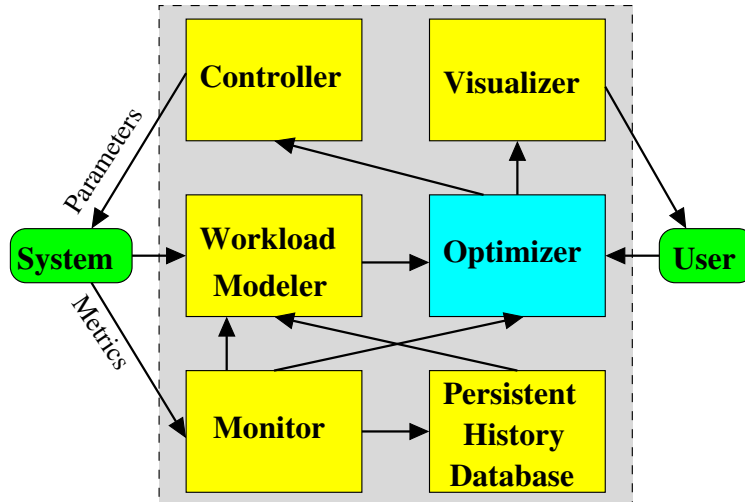 Controller
Visualizer
Parameters
System
Workload
Modeler
Optimizer
User
Metrics
Monitor
Persistent
History
Database